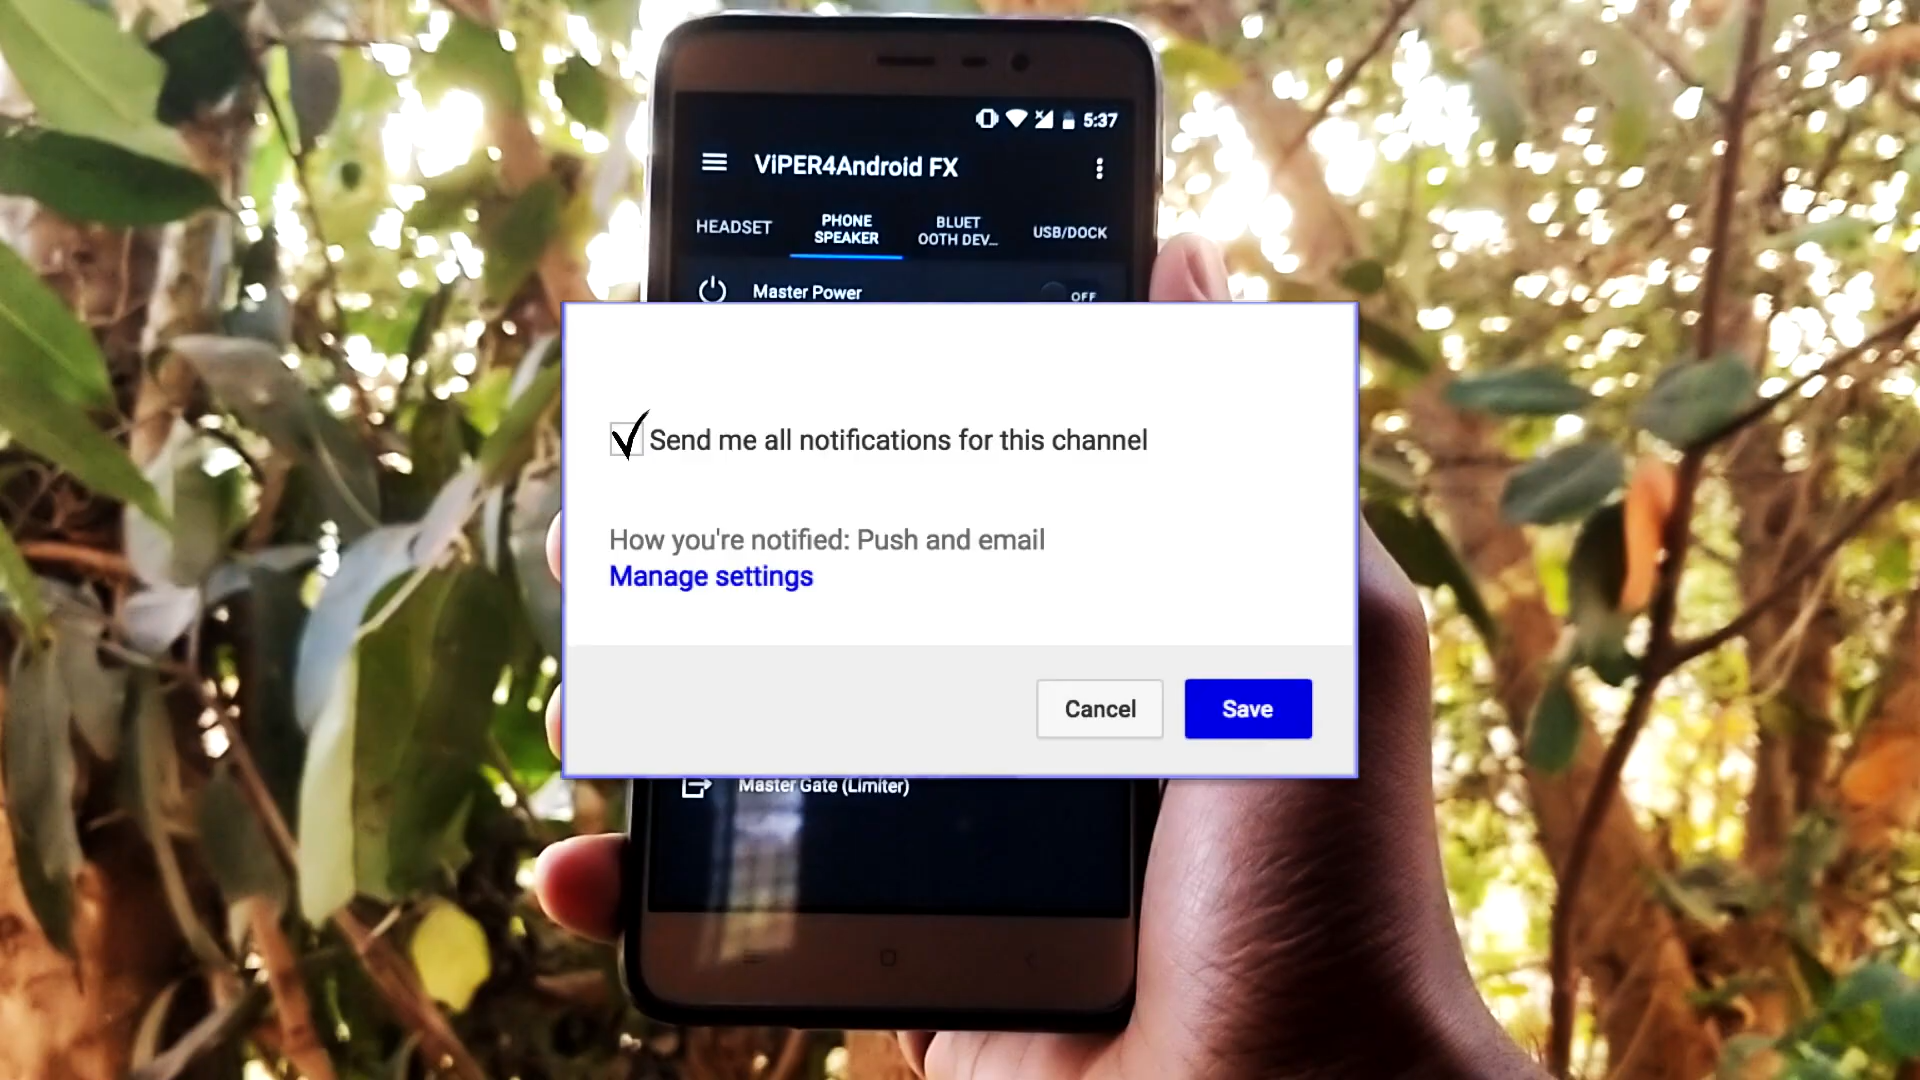 5:37
ViPER4Android FX
HEADSET
PHONE
SPEAKER
BLUET
OOTH DEV...
USB/DOCK
Master Power
OFF
Send me all notifications for this channel
How you're notified: Push and email
Manage settings
Cancel
Save
Master Gate (Limiter)